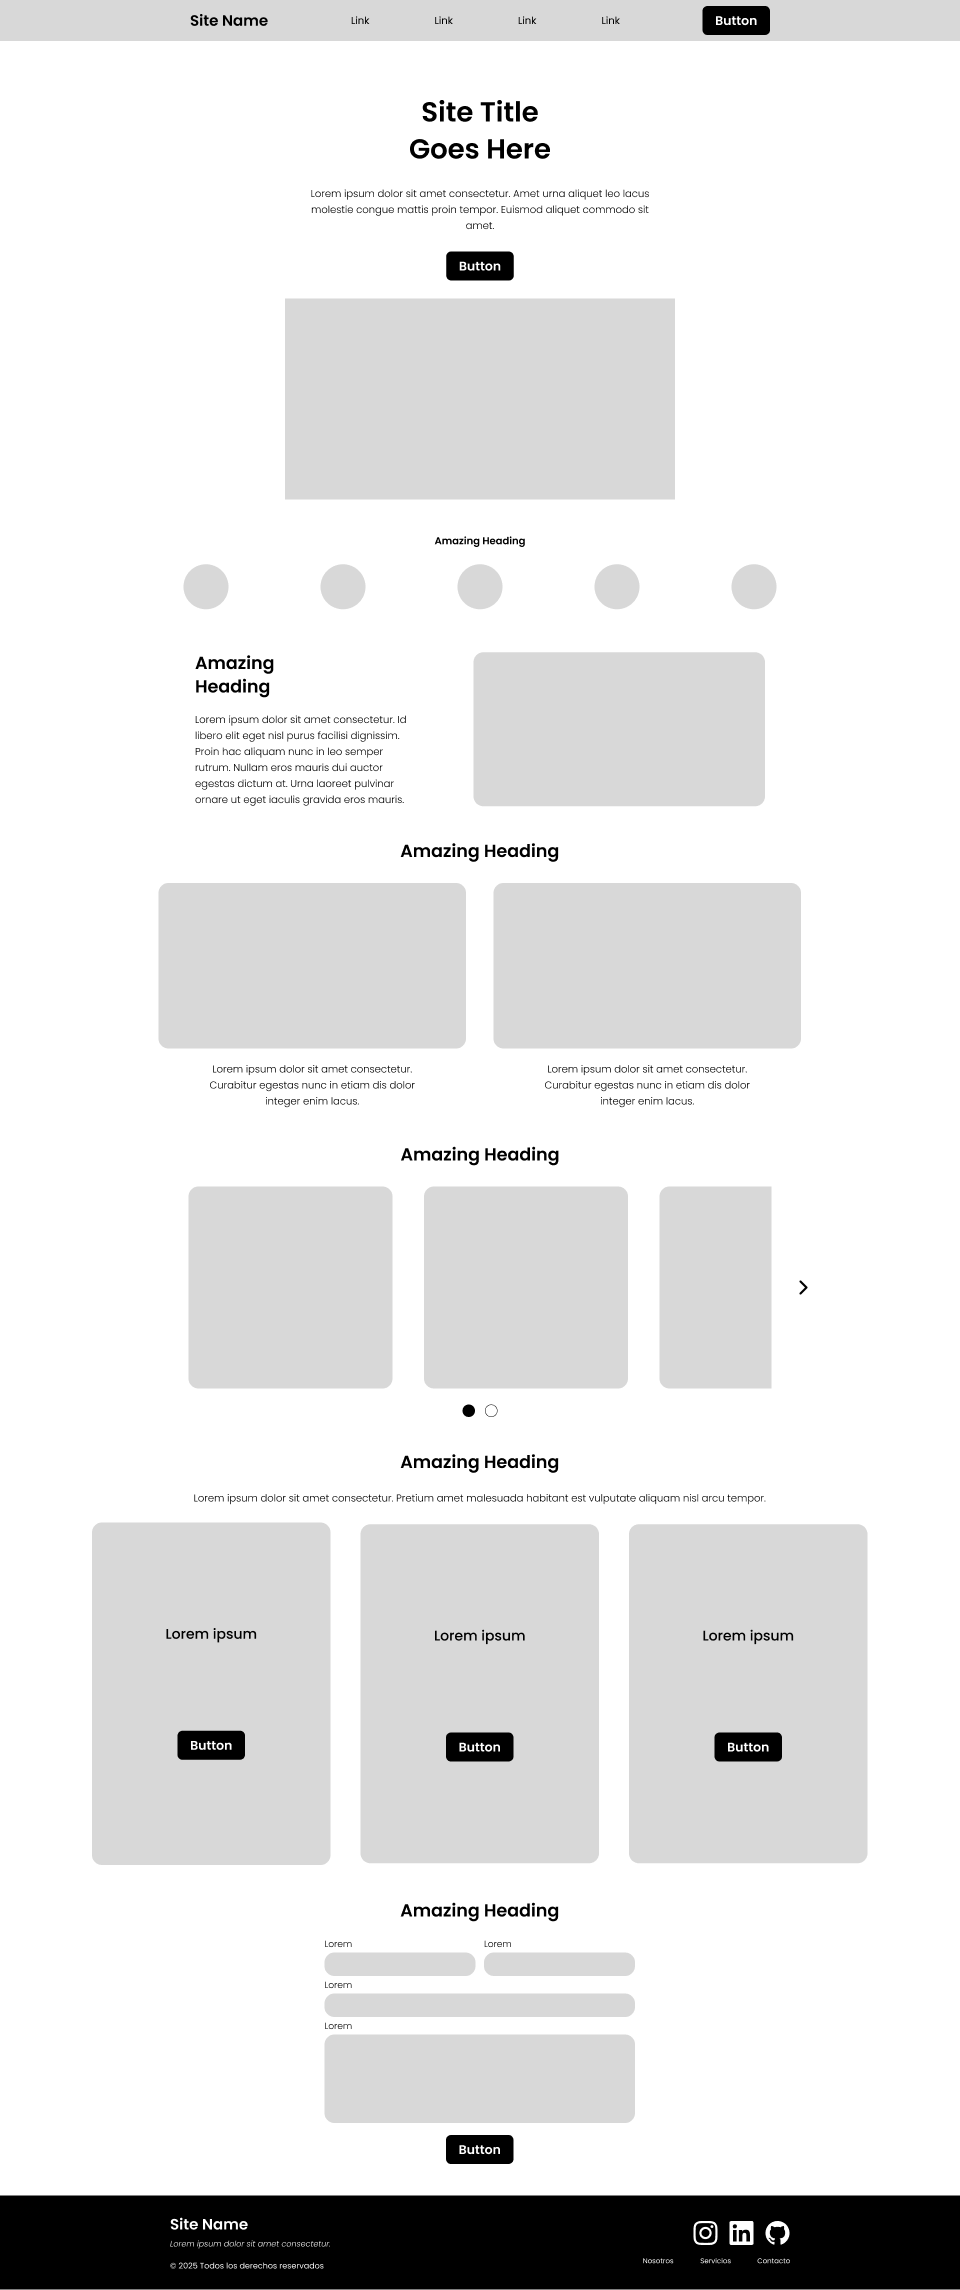 Site Name
Link
Link
Link
Link
Button
Site Title
Goes Here
Lorem ipsum dolor sit amet consectetur. Amet urna aliquet leo lacus
molestie congue mattis proin tempor. Euismod aliquet commodo sit
amet.
Button
Amazing Heading
Amazing
Heading
Lorem ipsum dolor sit amet consectetur. Id
libero elit eget nisl purus facilisi dignissim.
Proin hac aliquam nunc in leo semper
rutrum. Nullam eros mauris dui auctor
egestas dictum at. Urna laoreet pulvinar
ornare ut eget iaculis gravida eros mauris.
Amazing Heading
Lorem ipsum dolor sit amet consectetur.
Curabitur egestas nunc in etiam dis dolor
integer enim lacus.
Lorem ipsum dolor sit amet consectetur.
Curabitur egestas nunc in etiam dis dolor
integer enim lacus.
Amazing Heading
Amazing Heading
Lorem ipsum dolor sit amet consectetur. Pretium amet malesuada habitant est vulputate aliquam nisl arcu tempor.
Lorem ipsum
Button
Lorem ipsum
Button
Lorem ipsum
Button
Amazing Heading
Lorem
Lorem
Lorem
Lorem
Button
Site Name
Lorem ipsum dolor sit amet consectetur.
© 2025 Todos los derechos reservados
in
Nosotros
Servicios
Contacto